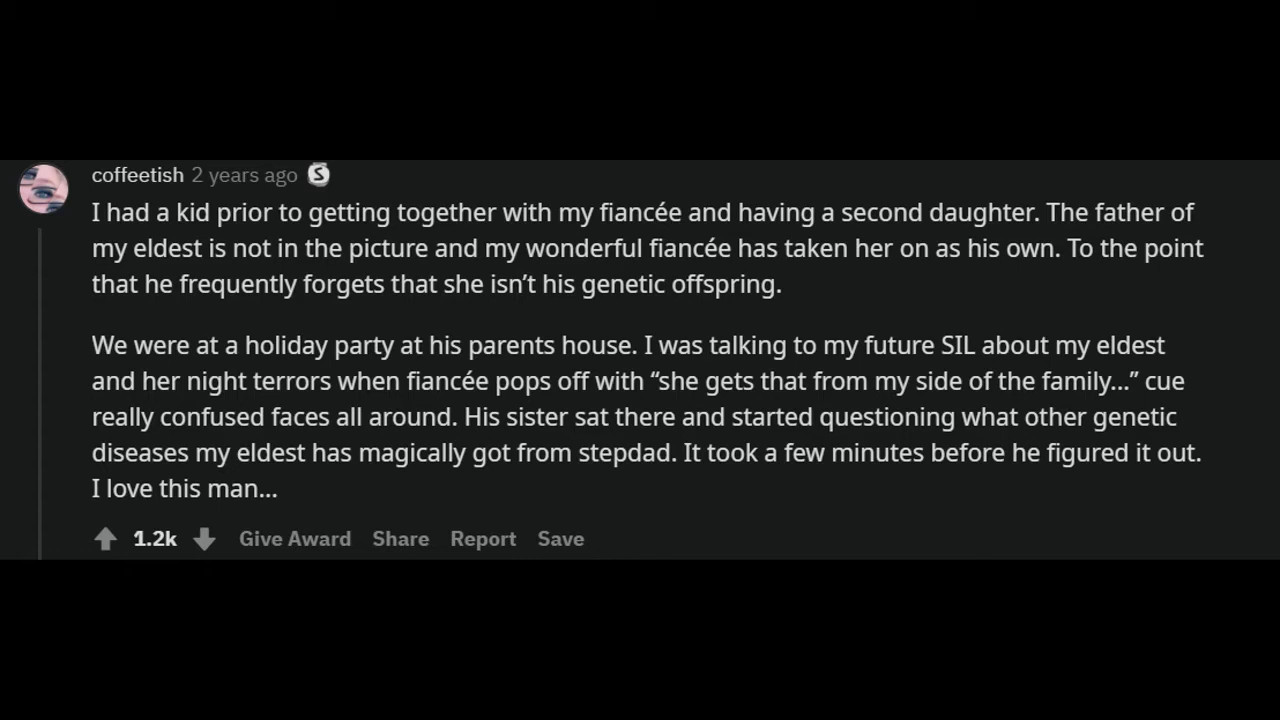 coffeetish 2 years ago S
I had a kid prior to getting together with my fiancée and having a second daughter. The father of
my eldest is not in the picture and my wonderful fiancée has taken her on as his own. To the point
that he frequently forgets that she isn’t his genetic offspring.
We were at a holiday party at his parents house. I was talking to my future SIL about my eldest
and her night terrors when fiancée pops off with “she gets that from my side of the family...” cue
really confused faces all around. His sister sat there and started questioning what other genetic
diseases my eldest has magically got from stepdad. It took a few minutes before he figured it out.
I love this man...
1.2k Give Award Share Report Save